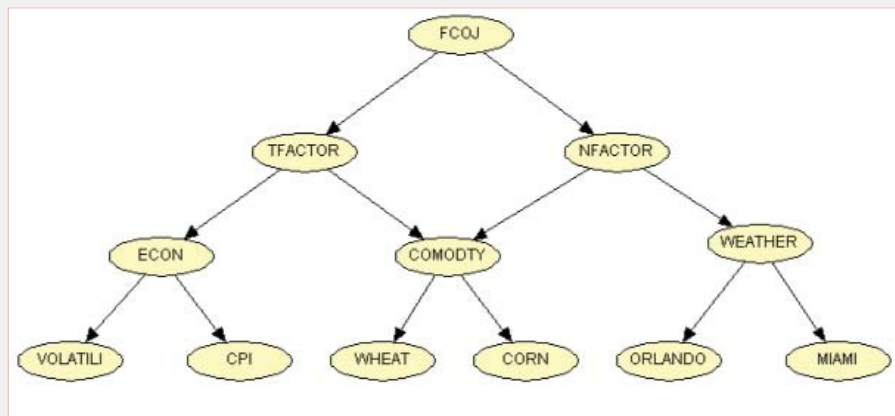 FCOJ
TFACTOR
NFACTOR
ECON
COMODTY
WEATHER
VOLATILI
CPI
WHEAT
CORN
ORLANDO
MIAMI